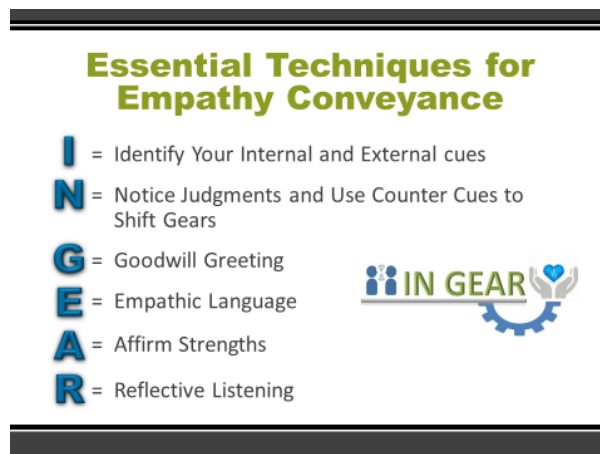 Essential Techniques for
Empathy Conveyance
I = Identify Your Internal and External cues
N = Notice Judgments and Use Counter Cues to
Shift Gears
G = Goodwill Greeting
E = Empathic Language
IN GEAR
A = Affirm Strengths
R = Reflective Listening